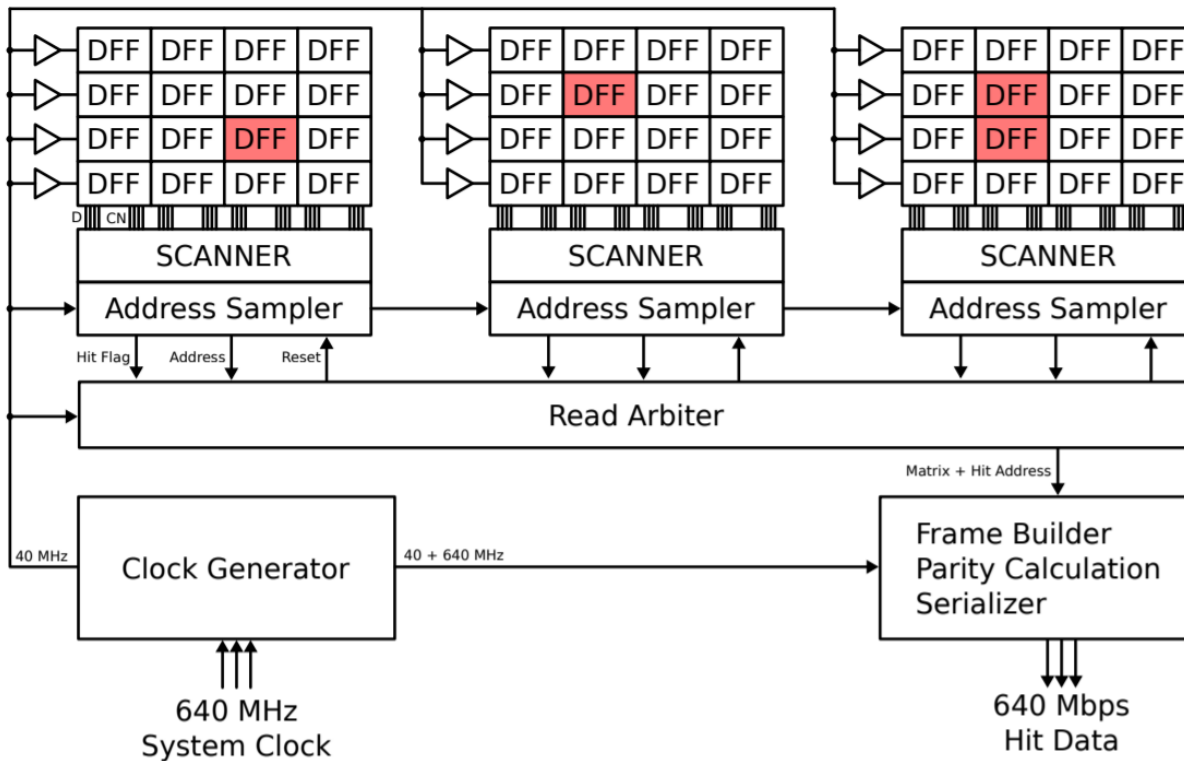 DFF DFF DFF DFF DFF DFF DFF DFF DFF DFF DFF DFF
DFF DFF DFF DFF DFF DFF DFF DFF DFF DFF DFF DFF
DFF DFF DFF DFF DFF DFF DFF DFF DFF DFF DFF DFF
DFF DFF DFF DFF DFF DFF DFF DFF DFF DFF DFF DFF
D CN
SCANNER SCANNER SCANNER
Address Sampler Address Sampler Address Sampler
Hit Flag Address Reset
Read Arbiter
Matrix + Hit Address
40 MHz
Clock Generator
40 + 640 MHz
Frame Builder
Parity Calculation
Serializer
640 MHz
System Clock
640 Mbps
Hit Data